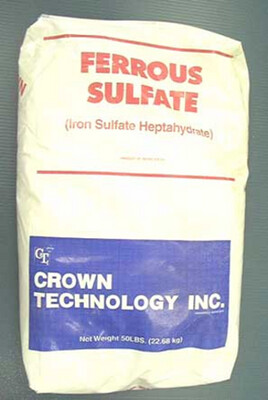 FERROUS
SULFATE
(Iron Sulfate Heptahydrate)
CROWN
TECHNOLOGY INC.
Net Weight 50LBS. (22.68 kg)